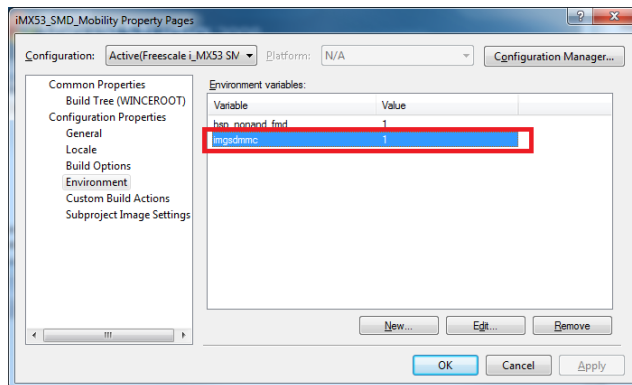 iMX53_SMD_Mobility Property Pages
Configuration: Active(Freescale i_MX53 SM Platform: N/A Configuration Manager...
Common Properties
Build Tree (WINCEROOT)
Configuration Properties
General
Locale
Build Options
Environment
Custom Build Actions
Subproject Image Settings
Environment variables:
Variable Value
bsp_nonand_fmd 1
imgsdmmc 1
New... Edit... Remove
OK Cancel Apply